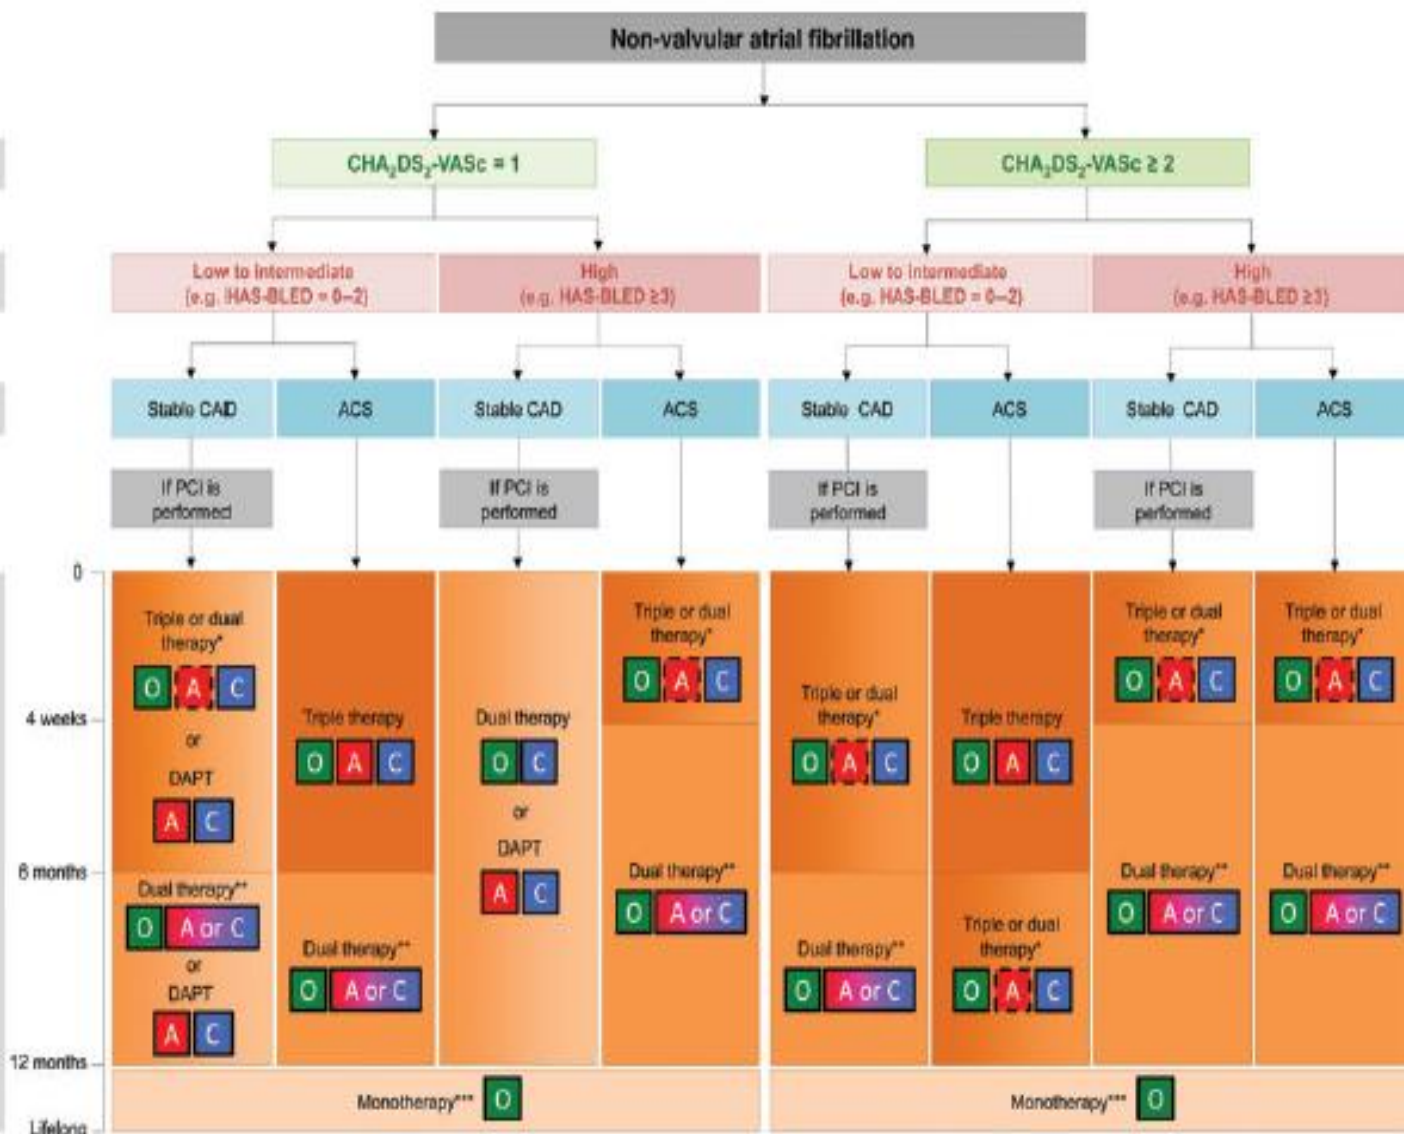 Non-valvular atrial fibrillation
CHA₂DS₂-VASc = 1
CHA₂DS₂-VASc ≥ 2
Low to intermediate
(e.g. HAS-BLED = 0–2)
High
(e.g. HAS-BLED ≥3)
Low to intermediate
(e.g. HAS-BLED = 0–2)
High
(e.g. HAS-BLED ≥3)
Stable CAD
ACS
Stable CAD
ACS
Stable CAD
ACS
Stable CAD
ACS
If PCI is
performed
If PCI is
performed
If PCI is
performed
If PCI is
performed
0
4 weeks
6 months
12 months
Lifelong
Triple or dual
therapy*
O A C
or
DAPT
A C
Dual therapy**
O A or C
or
DAPT
A C
Triple therapy
O A C
Dual therapy**
O A or C
Dual therapy
O C
or
DAPT
A C
Triple or dual
therapy*
O A C
Dual therapy**
O A or C
Triple or dual
therapy*
O A C
Dual therapy**
O A or C
Triple therapy
O A C
Triple or dual
therapy*
O A C
Triple or dual
therapy*
O A C
Dual therapy**
O A or C
Triple or dual
therapy*
O A C
Dual therapy**
O A or C
Monotherapy*** O
Monotherapy*** O